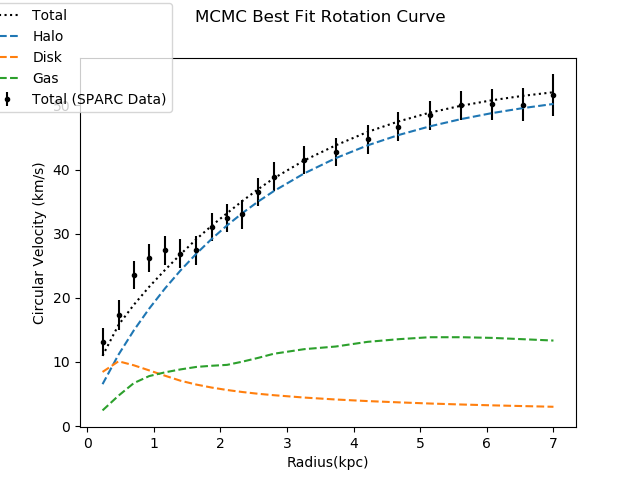 MCMC Best Fit Rotation Curve
Total
Halo
Disk
Gas
Total (SPARC Data)
50
40
30
20
10
0
Circular Velocity (km/s)
0 1 2 3 4 5 6 7
Radius(kpc)